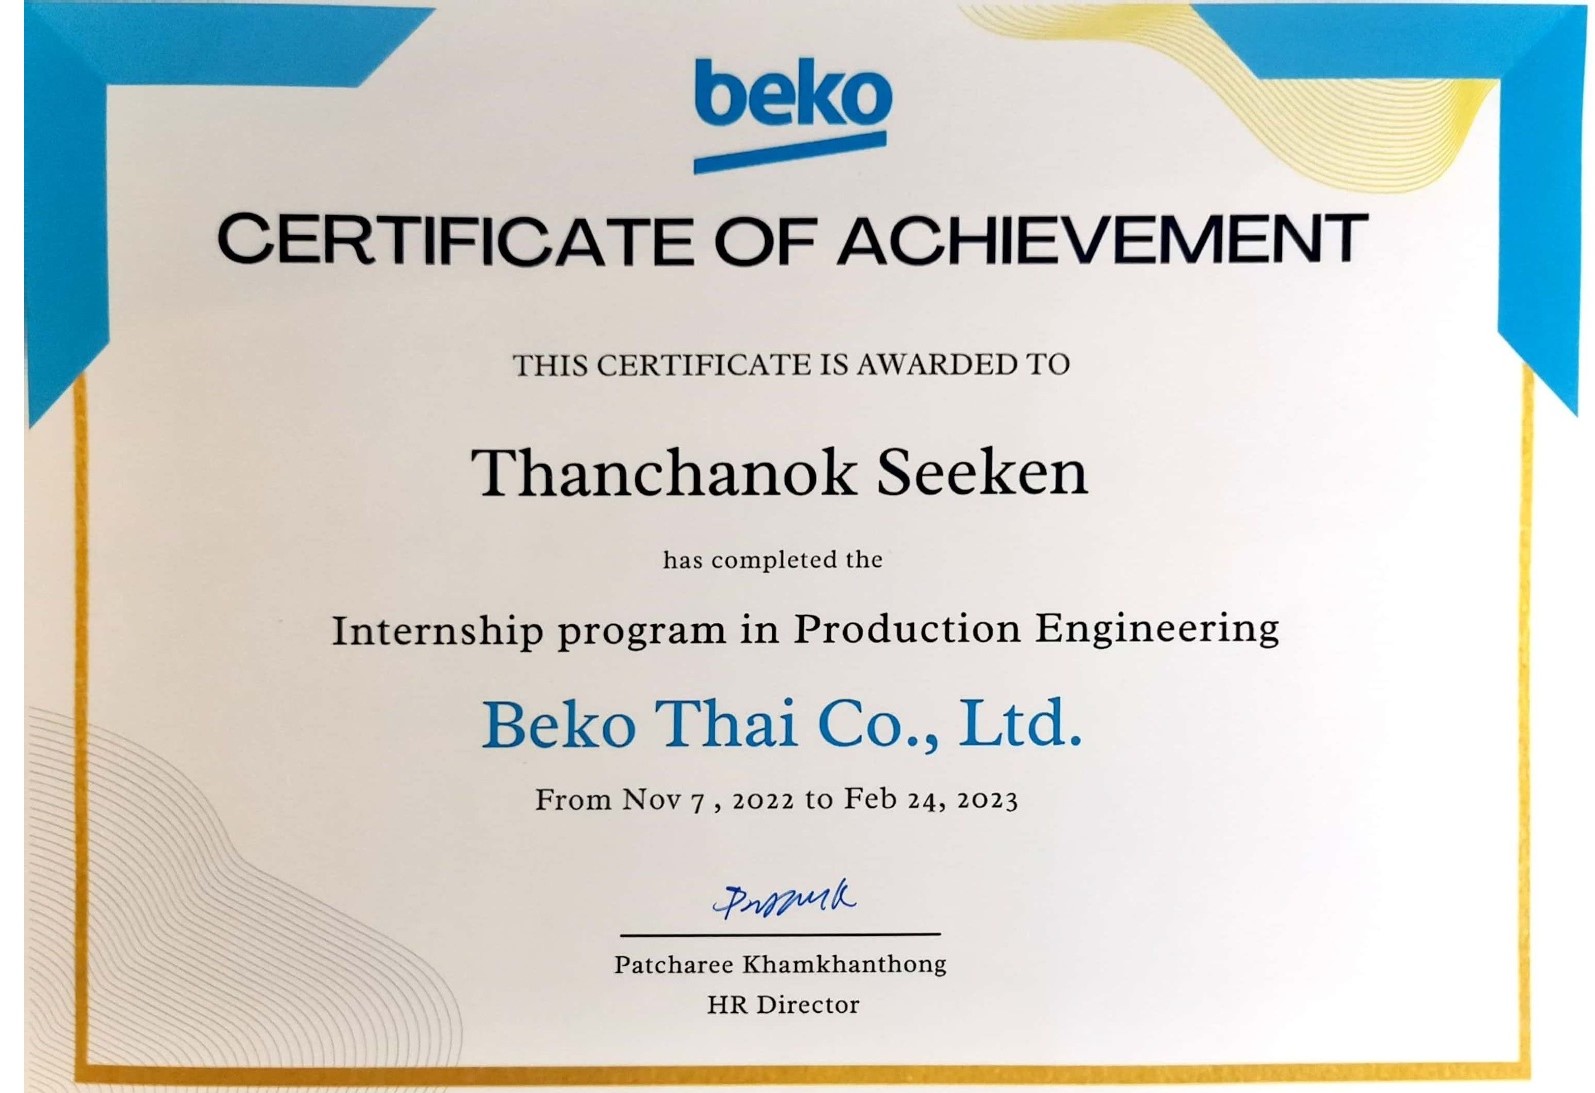 beko
CERTIFICATE OF ACHIEVEMENT
THIS CERTIFICATE IS AWARDED TO
Thanchanok Seeken
has completed the
Internship program in Production Engineering
Beko Thai Co., Ltd.
From Nov 7 , 2022 to Feb 24, 2023
Patcharee Khamkhanthong
HR Director